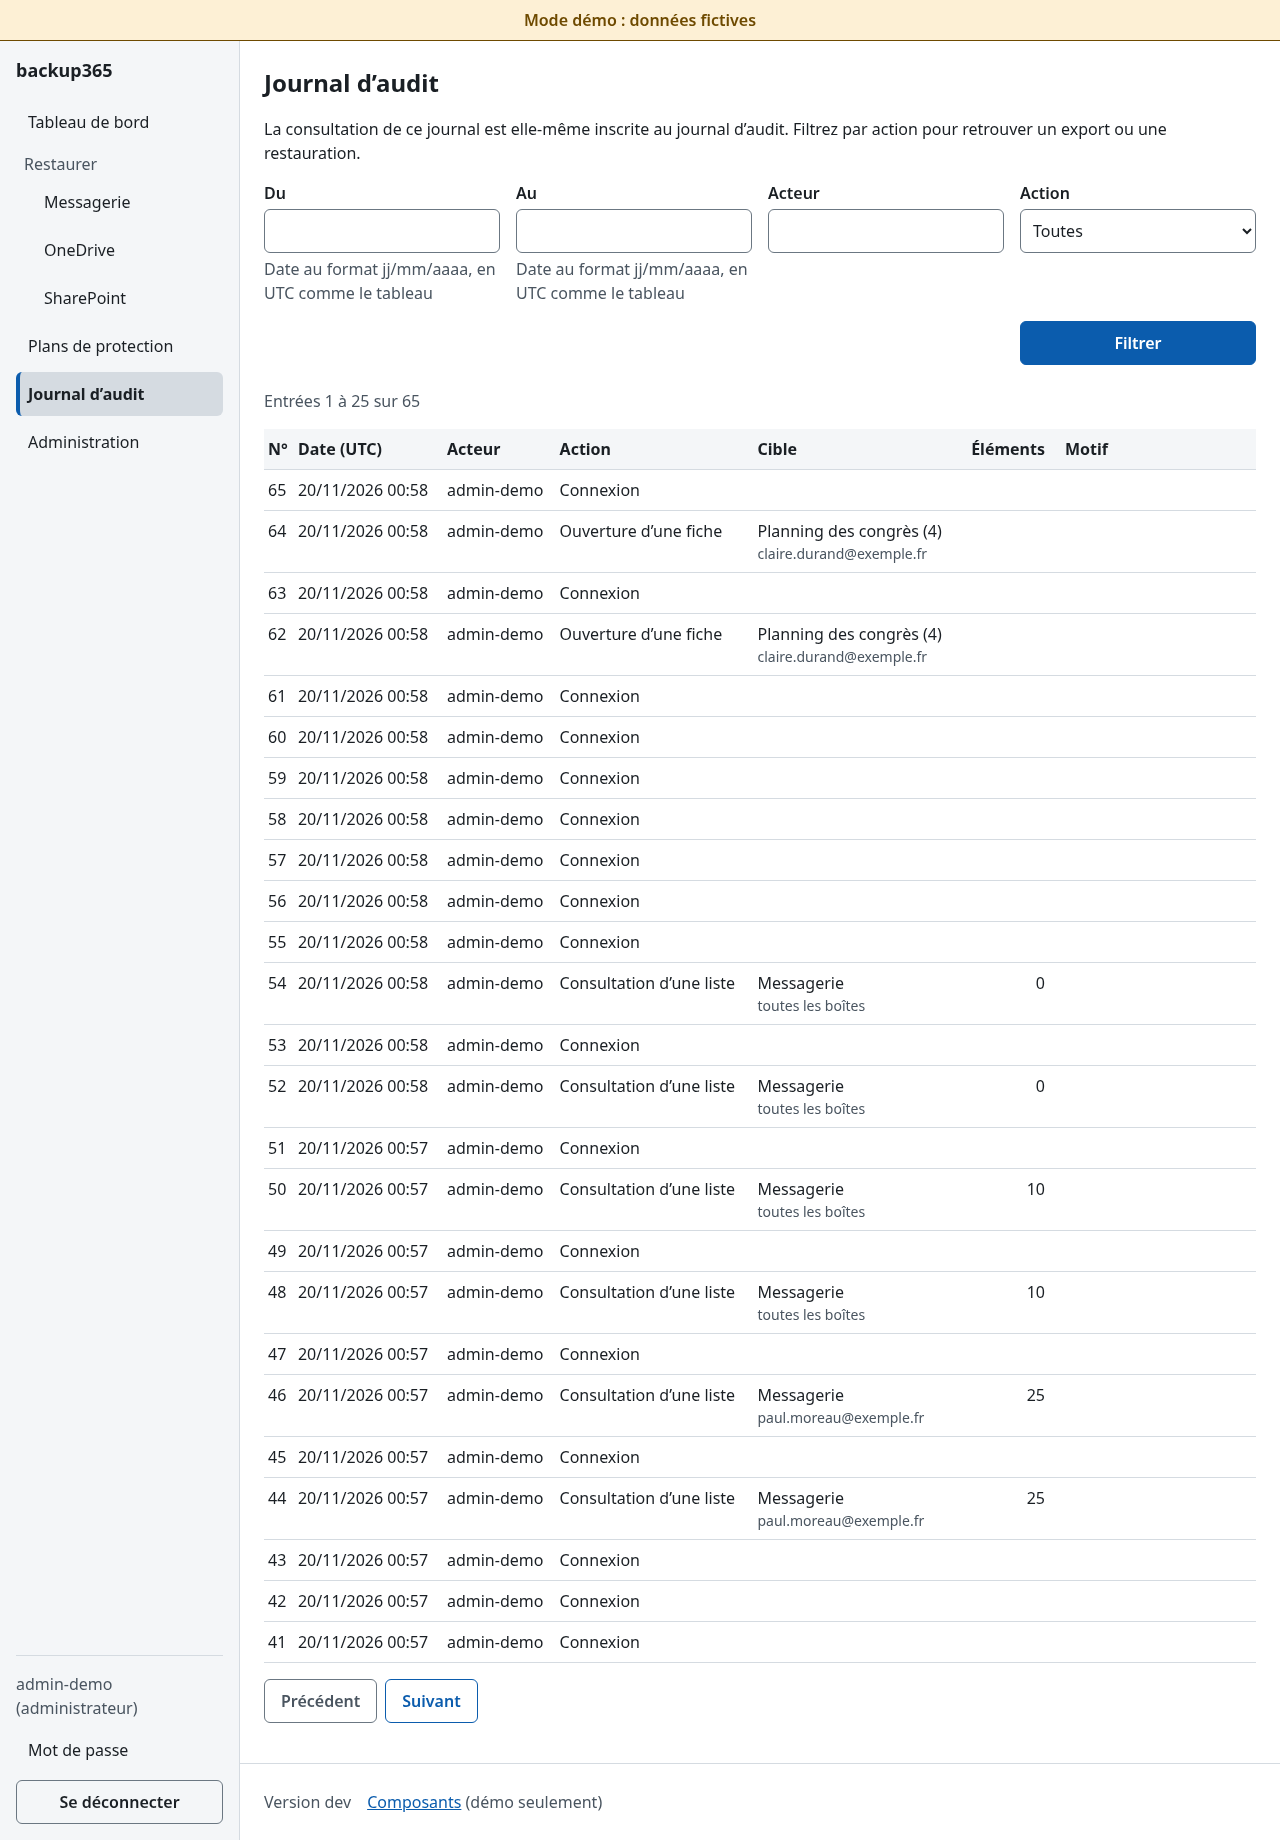 Mode démo : données fictives
backup365
Tableau de bord
Restaurer
Messagerie
OneDrive
SharePoint
Plans de protection
Journal d’audit
Administration
admin-demo
(administrateur)
Mot de passe
Se déconnecter
Journal d’audit
La consultation de ce journal est elle-même inscrite au journal d’audit. Filtrez par action pour retrouver un export ou une
restauration.
Du Au Acteur Action
Toutes
Date au format jj/mm/aaaa, en
UTC comme le tableau
Date au format jj/mm/aaaa, en
UTC comme le tableau
Filtrer
Entrées 1 à 25 sur 65
N° Date (UTC) Acteur Action Cible Éléments Motif
65 20/11/2026 00:58 admin-demo Connexion
64 20/11/2026 00:58 admin-demo Ouverture d’une fiche Planning des congrès (4)
claire.durand@exemple.fr
63 20/11/2026 00:58 admin-demo Connexion
62 20/11/2026 00:58 admin-demo Ouverture d’une fiche Planning des congrès (4)
claire.durand@exemple.fr
61 20/11/2026 00:58 admin-demo Connexion
60 20/11/2026 00:58 admin-demo Connexion
59 20/11/2026 00:58 admin-demo Connexion
58 20/11/2026 00:58 admin-demo Connexion
57 20/11/2026 00:58 admin-demo Connexion
56 20/11/2026 00:58 admin-demo Connexion
55 20/11/2026 00:58 admin-demo Connexion
54 20/11/2026 00:58 admin-demo Consultation d’une liste Messagerie 0
toutes les boîtes
53 20/11/2026 00:58 admin-demo Connexion
52 20/11/2026 00:58 admin-demo Consultation d’une liste Messagerie 0
toutes les boîtes
51 20/11/2026 00:57 admin-demo Connexion
50 20/11/2026 00:57 admin-demo Consultation d’une liste Messagerie 10
toutes les boîtes
49 20/11/2026 00:57 admin-demo Connexion
48 20/11/2026 00:57 admin-demo Consultation d’une liste Messagerie 10
toutes les boîtes
47 20/11/2026 00:57 admin-demo Connexion
46 20/11/2026 00:57 admin-demo Consultation d’une liste Messagerie 25
paul.moreau@exemple.fr
45 20/11/2026 00:57 admin-demo Connexion
44 20/11/2026 00:57 admin-demo Consultation d’une liste Messagerie 25
paul.moreau@exemple.fr
43 20/11/2026 00:57 admin-demo Connexion
42 20/11/2026 00:57 admin-demo Connexion
41 20/11/2026 00:57 admin-demo Connexion
Précédent Suivant
Version dev Composants (démo seulement)